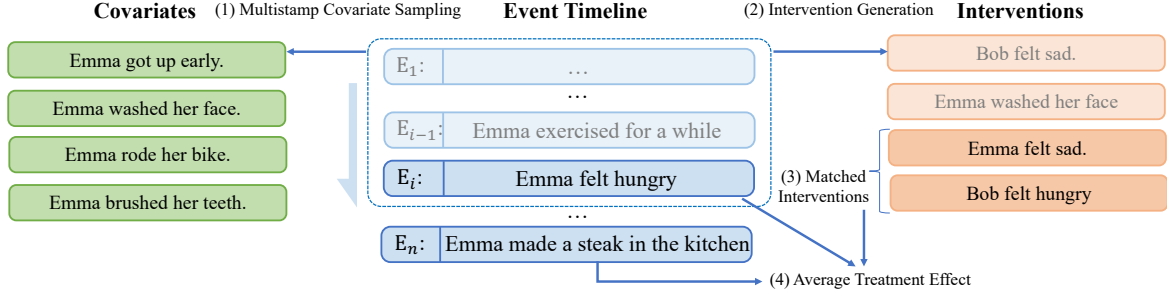 Covariates
(1) Multistamp Covariate Sampling
Event Timeline
(2) Intervention Generation
Interventions
Emma got up early.
Emma washed her face.
Emma rode her bike.
Emma brushed her teeth.
E1: ...
...
Ei−1: Emma exercised for a while
Ei: Emma felt hungry
...
En: Emma made a steak in the kitchen
Bob felt sad.
Emma washed her face
Emma felt sad.
Bob felt hungry
(3) Matched
Interventions
(4) Average Treatment Effect